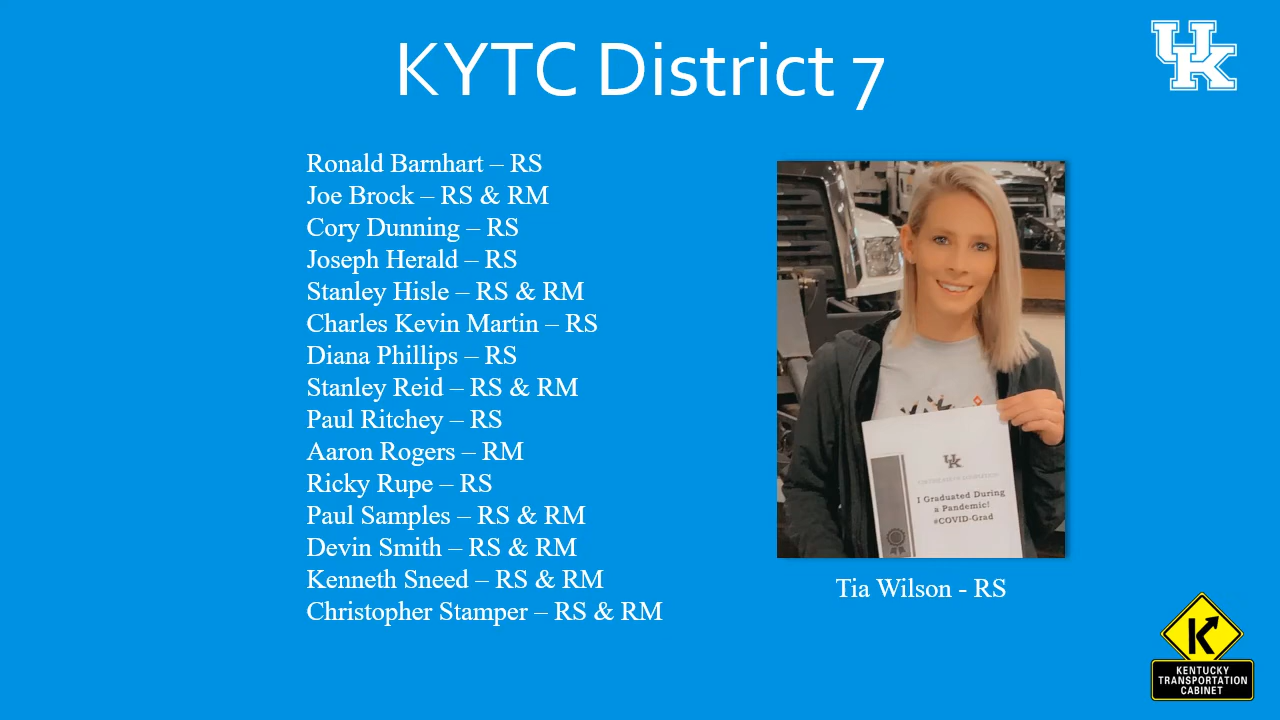 KYTC District 7
UK
Ronald Barnhart – RS
Joe Brock – RS & RM
Cory Dunning – RS
Joseph Herald – RS
Stanley Hisle – RS & RM
Charles Kevin Martin – RS
Diana Phillips – RS
Stanley Reid – RS & RM
Paul Ritchey – RS
Aaron Rogers – RM
Ricky Rupe – RS
Paul Samples – RS & RM
Devin Smith – RS & RM
Kenneth Sneed – RS & RM
Christopher Stamper – RS & RM
UK
I Graduated During
a Pandemic!
#COVID-Grad
Tia Wilson - RS
K
KENTUCKY
TRANSPORTATION
CABINET